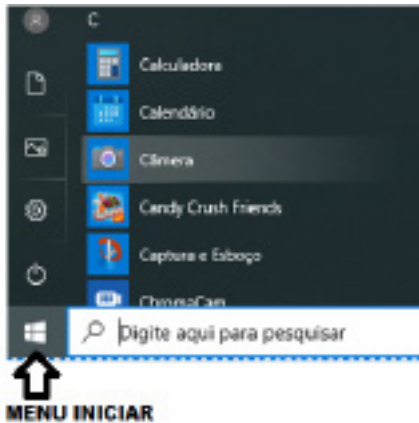 C
Calculadora
Calendário
Câmera
Candy Crush Friends
Captura e Esboço
ChromaCam
Digite aqui para pesquisar
MENU INICIAR